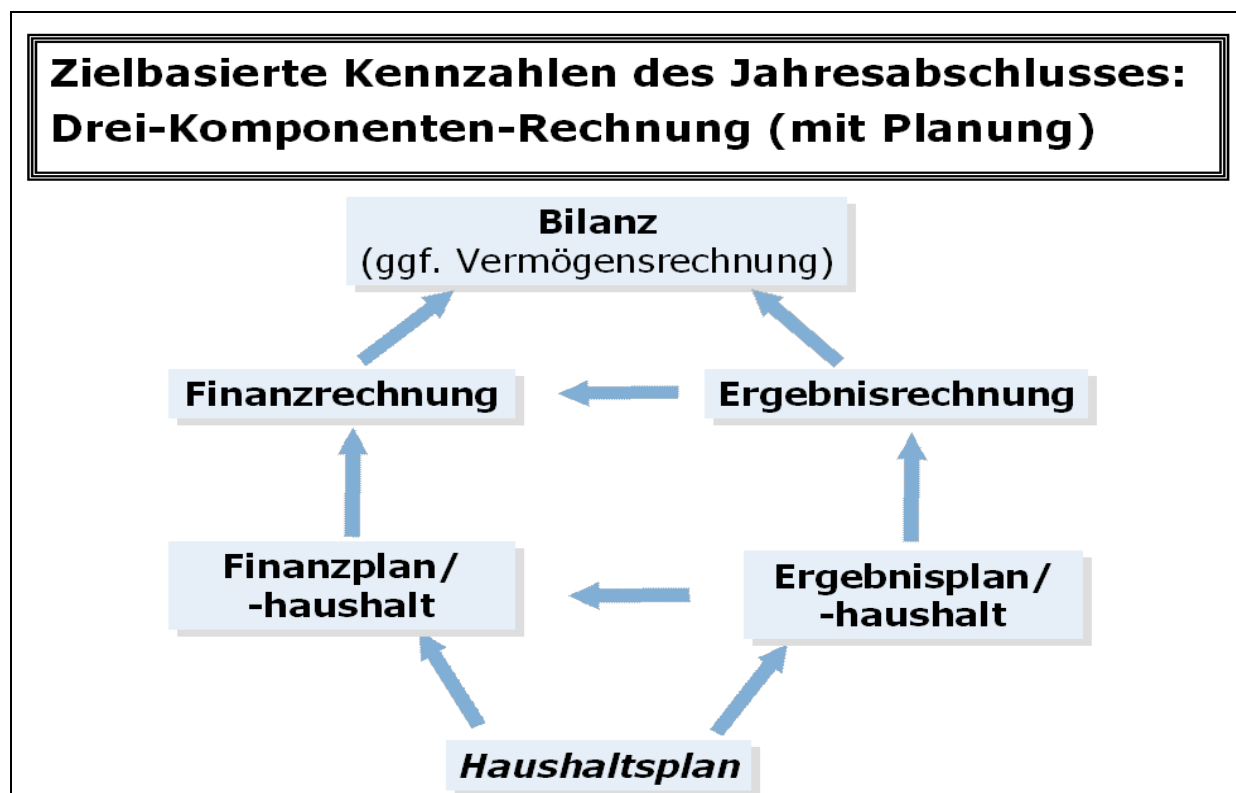 Zielbasierte Kennzahlen des Jahresabschlusses:
Drei-Komponenten-Rechnung (mit Planung)
Bilanz
(ggf. Vermögensrechnung)
Finanzrechnung
Ergebnisrechnung
Finanzplan/
-haushalt
Ergebnisplan/
-haushalt
Haushaltsplan